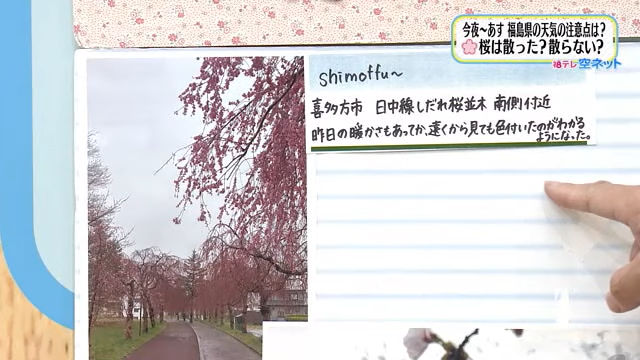 今夜~あす 福島県の天気の注意点は?
桜は散った?散らない?
福テレ空ネット
shimoffu~
喜多方市 日中線しだれ桜並木 南側付近
昨日の暖かさもあってか、遠くから見ても色付いたのがわかる
ようになった。